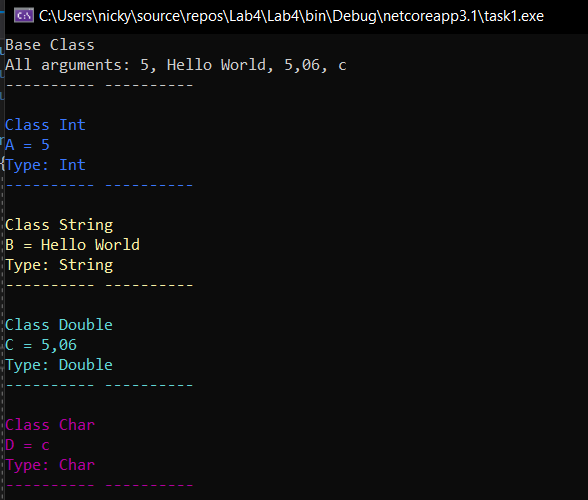 C:\Users\nicky\source\repos\Lab4\Lab4\bin\Debug\netcoreapp3.1\task1.exe
Base Class
All arguments: 5, Hello World, 5,06, c
---------- ----------
Class Int
A = 5
Type: Int
---------- ----------
Class String
B = Hello World
Type: String
---------- ----------
Class Double
C = 5,06
Type: Double
---------- ----------
Class Char
D = c
Type: Char
---------- ----------